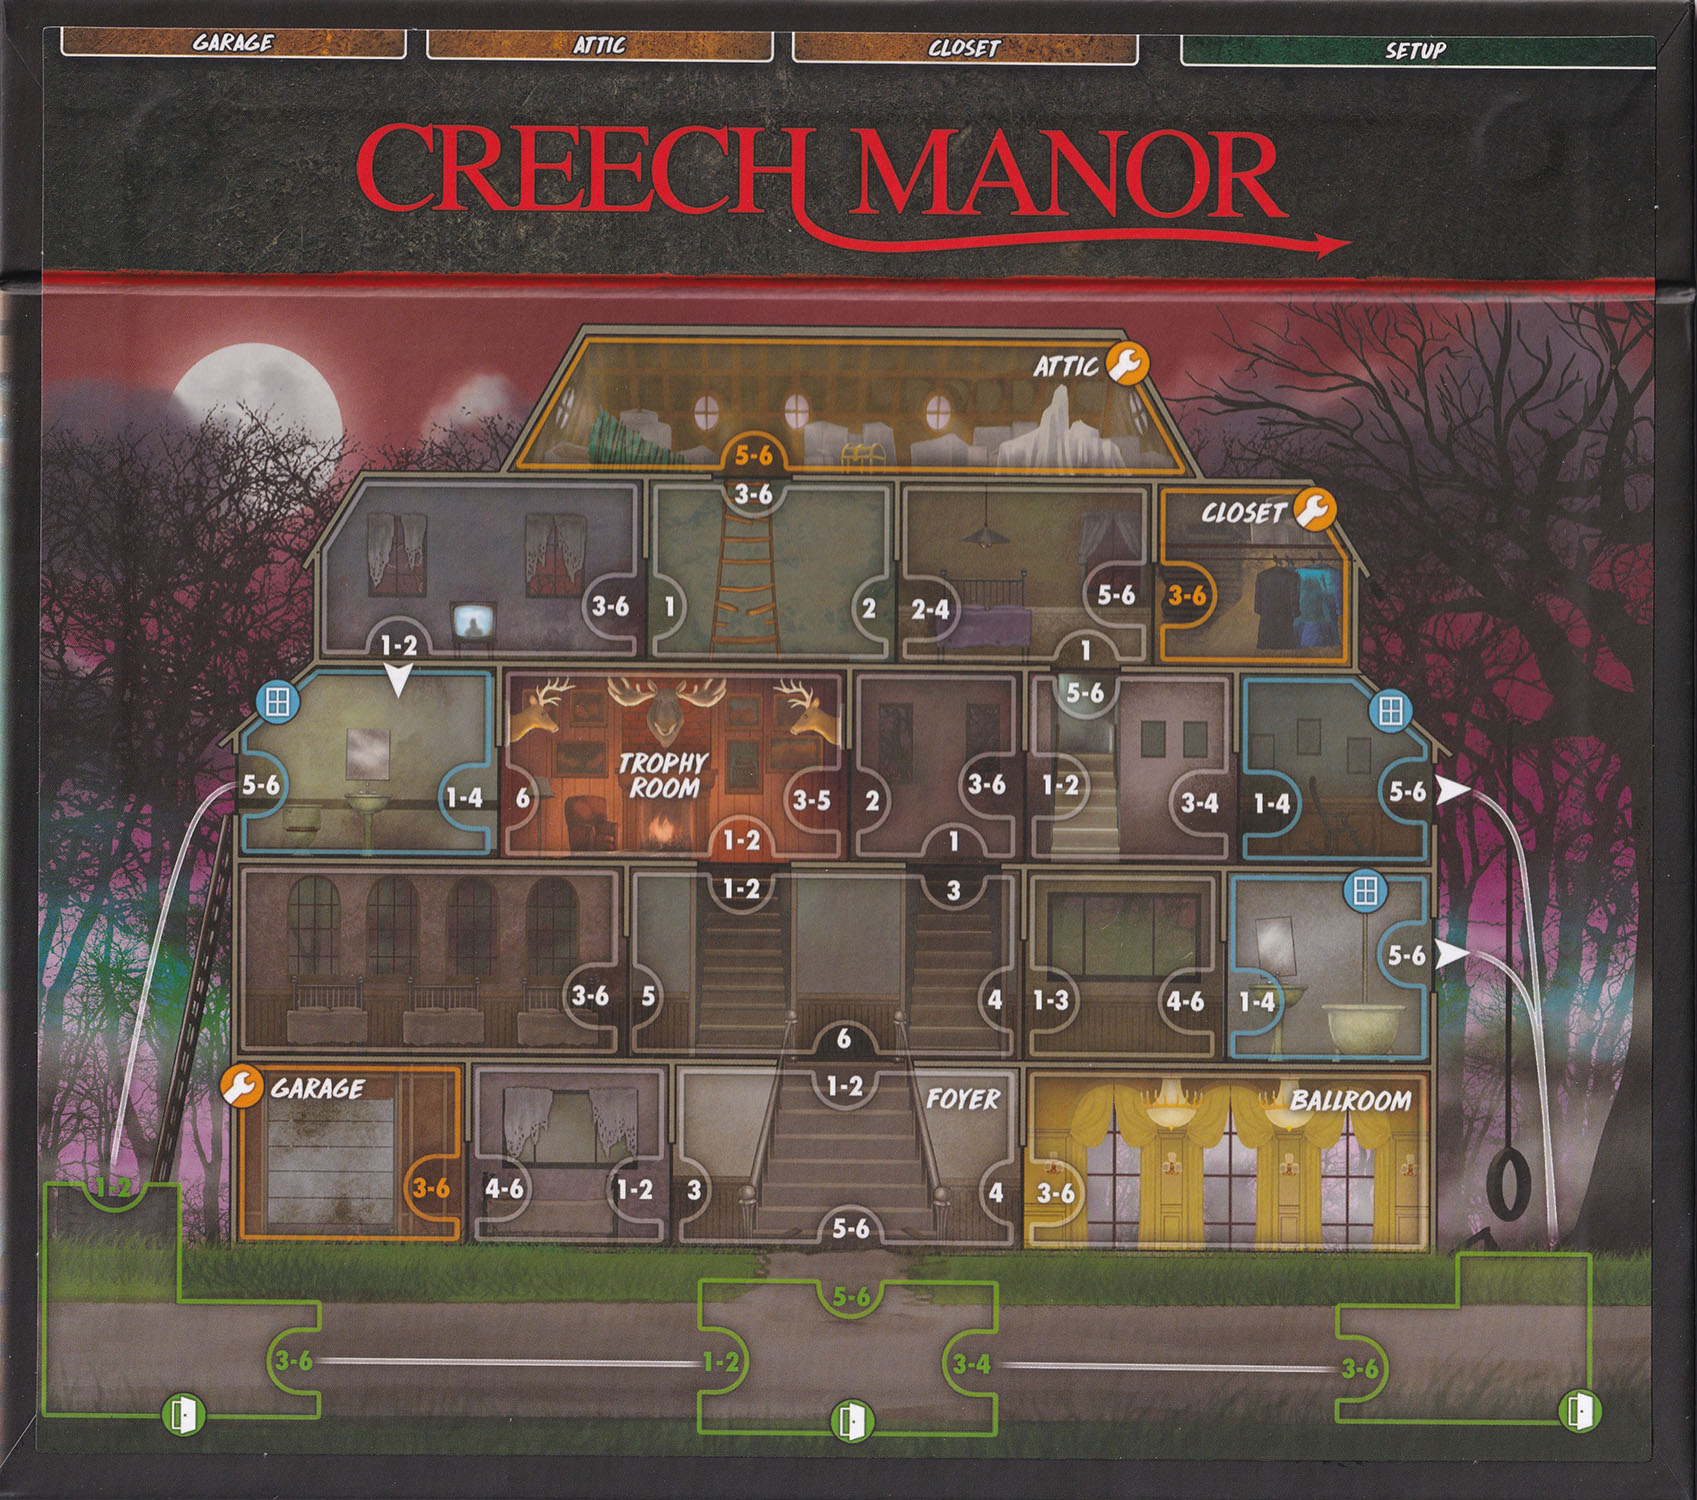 GARAGE ATTIC CLOSET SETUP
CREECH MANOR
ATTIC
5-6
3-6
CLOSET
3-6 1 2 2-4 5-6 3-6
1-2 1
5-6
TROPHY
ROOM
5-6 1-4 6 3-5 2 3-6 1-2 3-4 1-4 5-6
1-2 1
1-2 3
5-6
3-6 5 4 1-3 4-6 1-4
6
GARAGE 1-2 FOYER BALLROOM
3-6 4-6 1-2 3 4 3-6
1-2
5-6
5-6
3-6 1-2 3-4 3-6